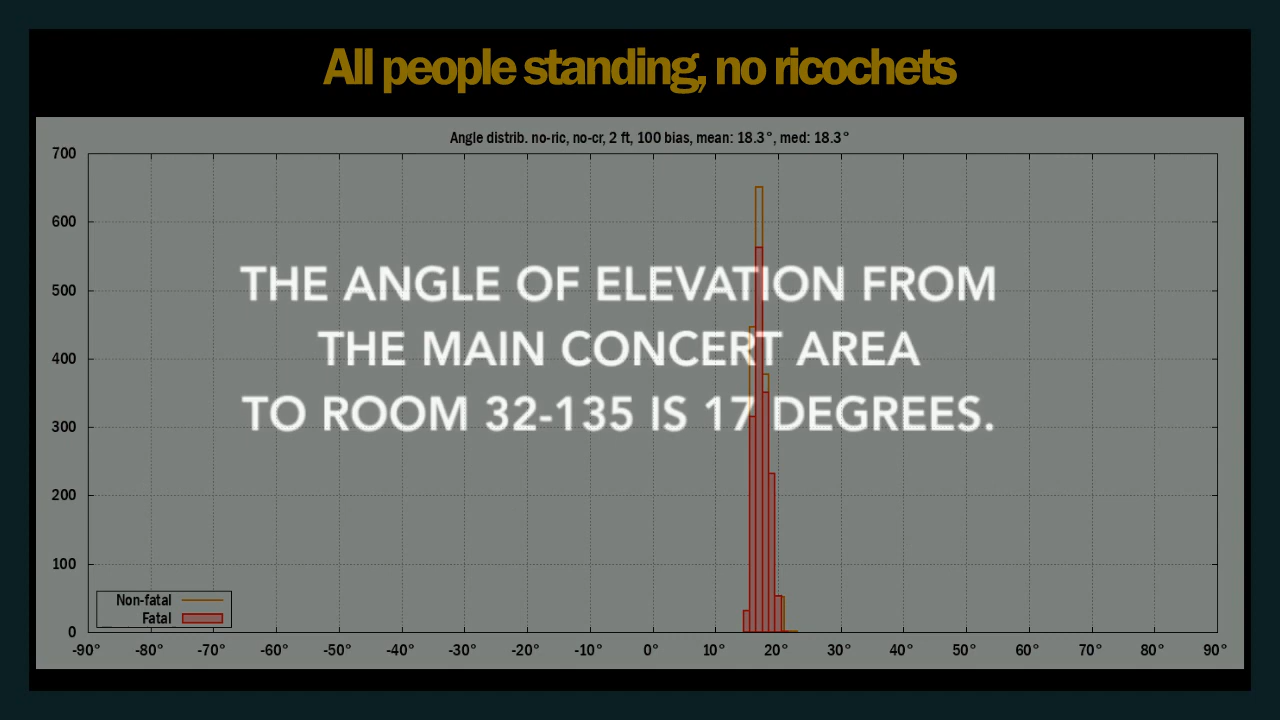 All people standing, no ricochets
Angle distrib. no-ric, no-cr, 2 ft, 100 bias, mean: 18.3°, med: 18.3°
700
600
500
400
300
200
100
0
THE ANGLE OF ELEVATION FROM
THE MAIN CONCERT AREA
TO ROOM 32-135 IS 17 DEGREES.
Non-fatal
Fatal
-90° -80° -70° -60° -50° -40° -30° -20° -10° 0° 10° 20° 30° 40° 50° 60° 70° 80° 90°